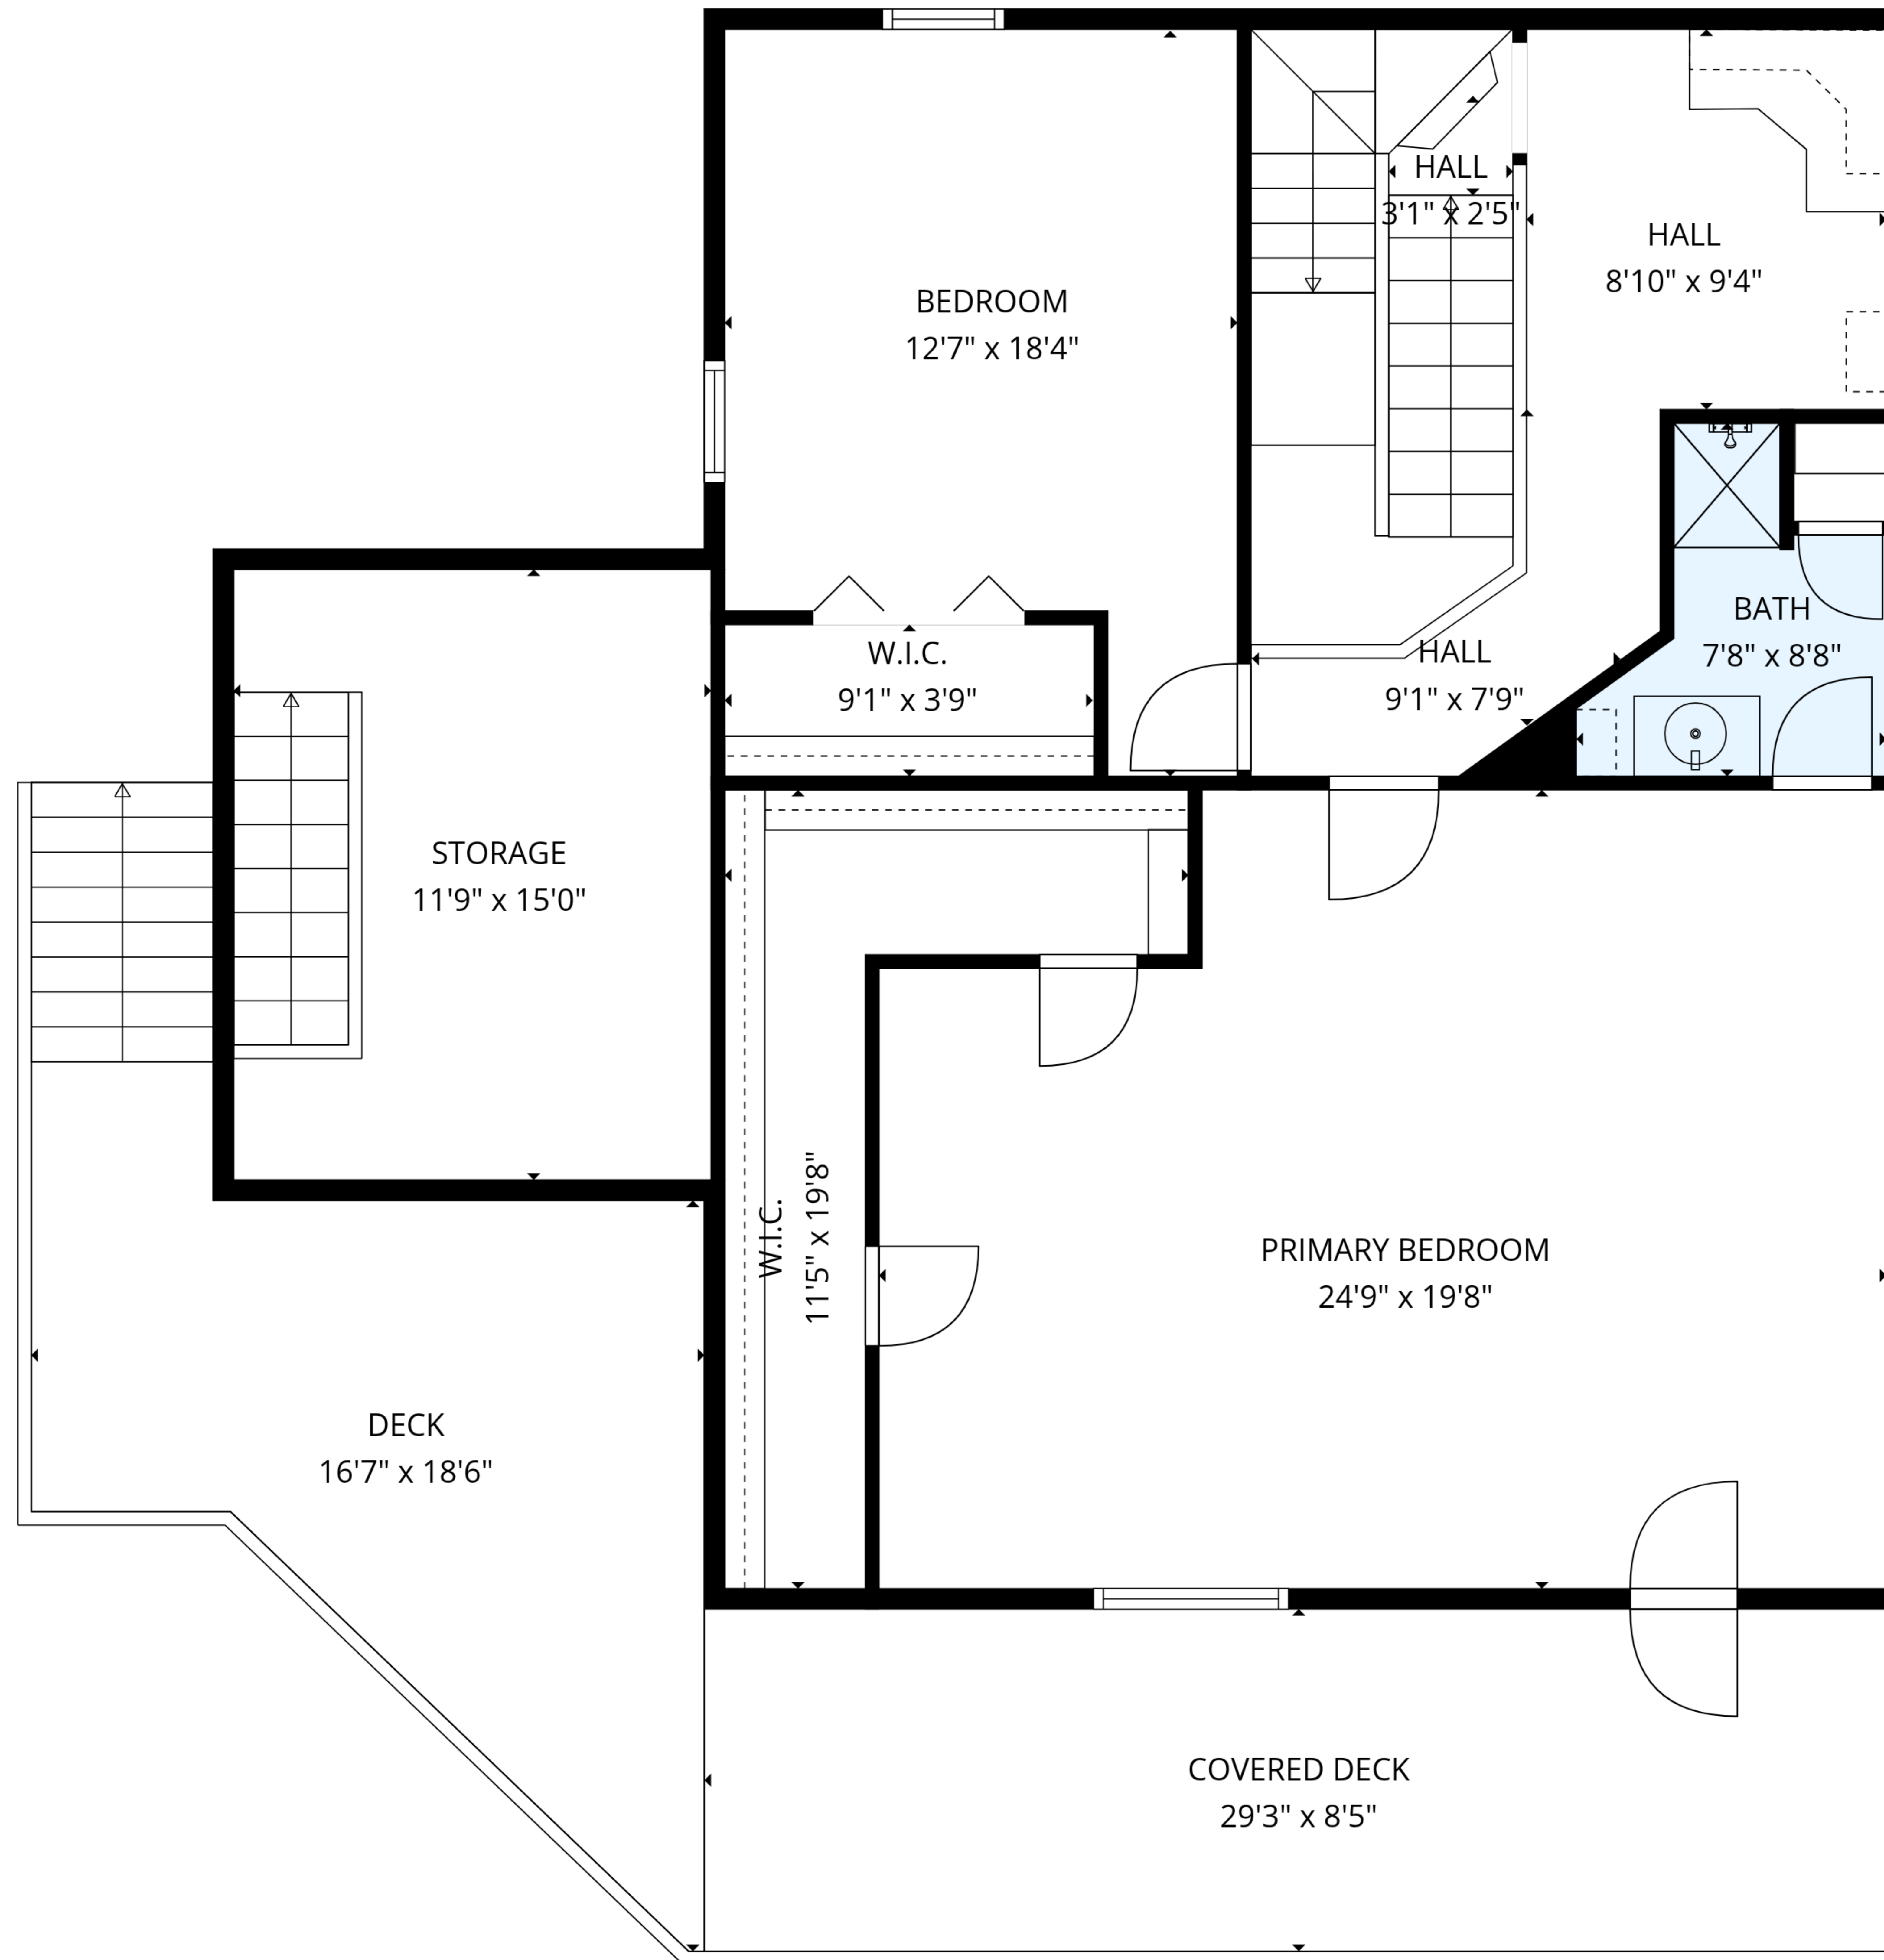 HALL
3'1" x 2'5"
HALL
8'10" x 9'4"
BEDROOM
12'7" x 18'4"
BATH
7'8" x 8'8"
W.I.C.
9'1" x 3'9"
HALL
9'1" x 7'9"
STORAGE
11'9" x 15'0"
W.I.C.
11'5" x 19'8"
PRIMARY BEDROOM
24'9" x 19'8"
DECK
16'7" x 18'6"
COVERED DECK
29'3" x 8'5"